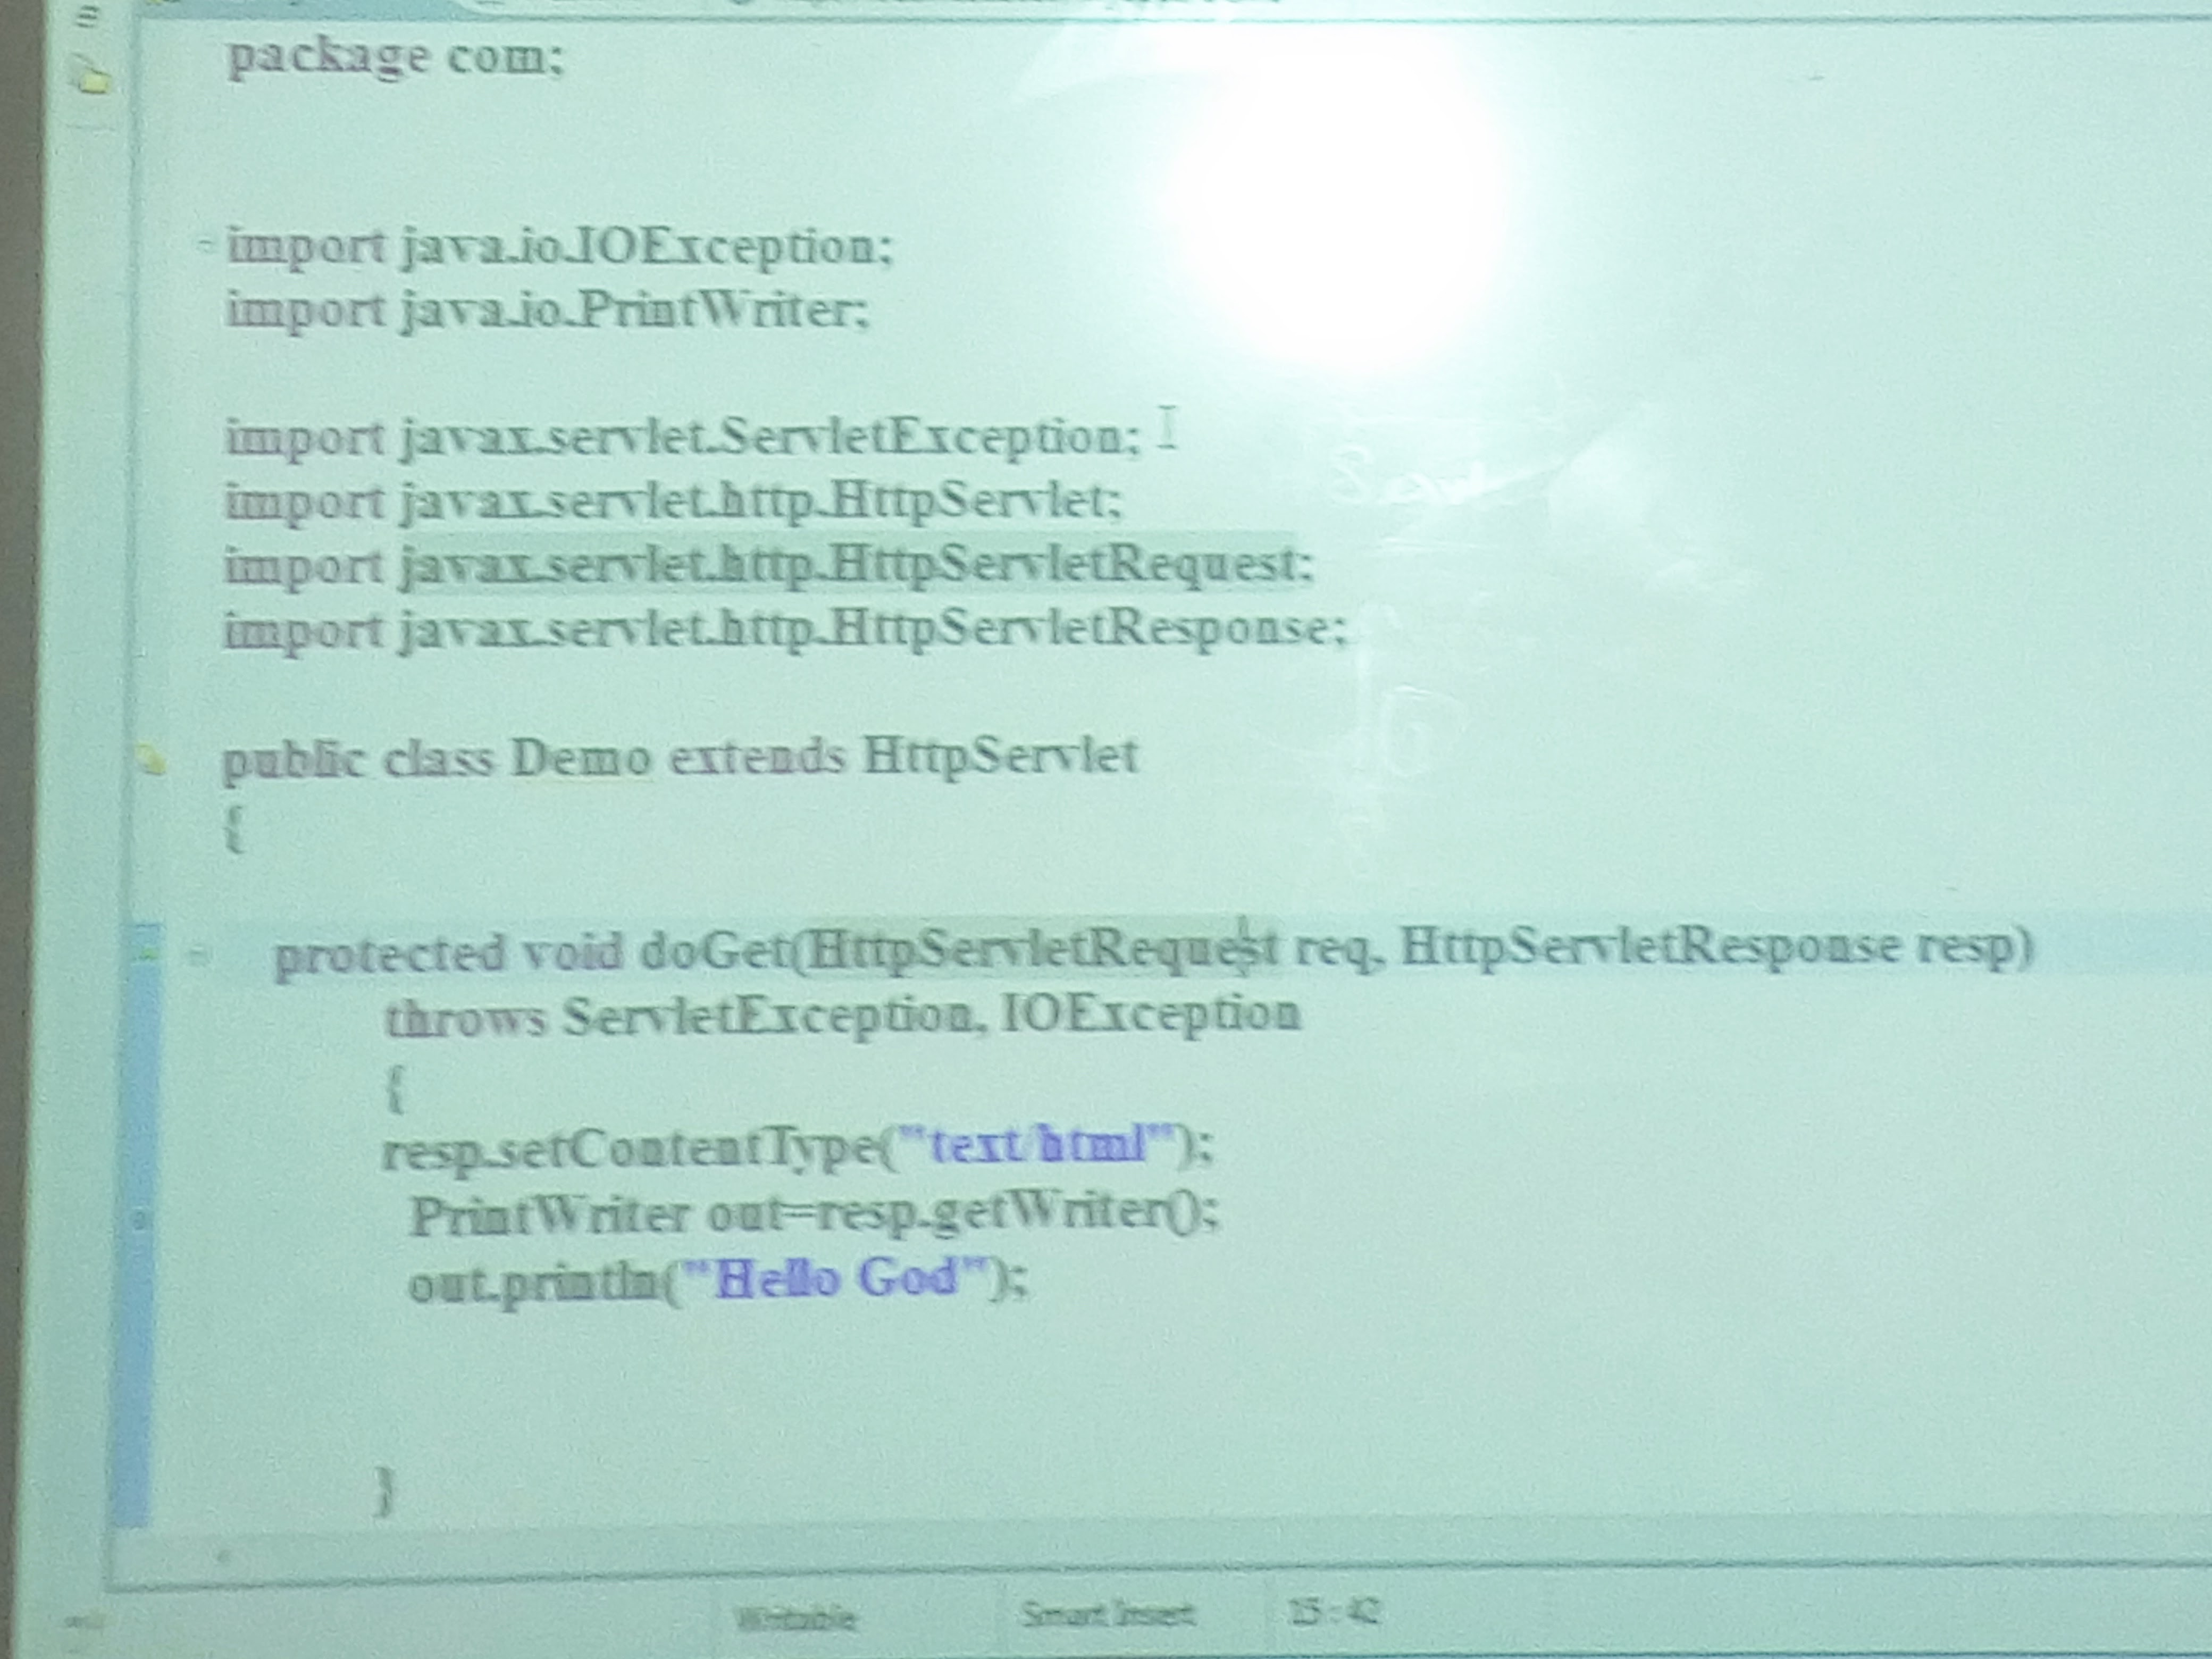 package com;
import java.io.IOException;
import java.io.PrintWriter;
import javax.servlet.ServletException;
import javax.servlet.http.HttpServlet;
import javax.servlet.http.HttpServletRequest;
import javax.servlet.http.HttpServletResponse;
public class Demo extends HttpServlet
{
protected void doGet(HttpServletRequest req, HttpServletResponse resp)
throws ServletException, IOException
{
resp.setContentType("text/html");
PrintWriter out=resp.getWriter();
out.println("Hello God");
}
Writable Smart Insert 15 : 42